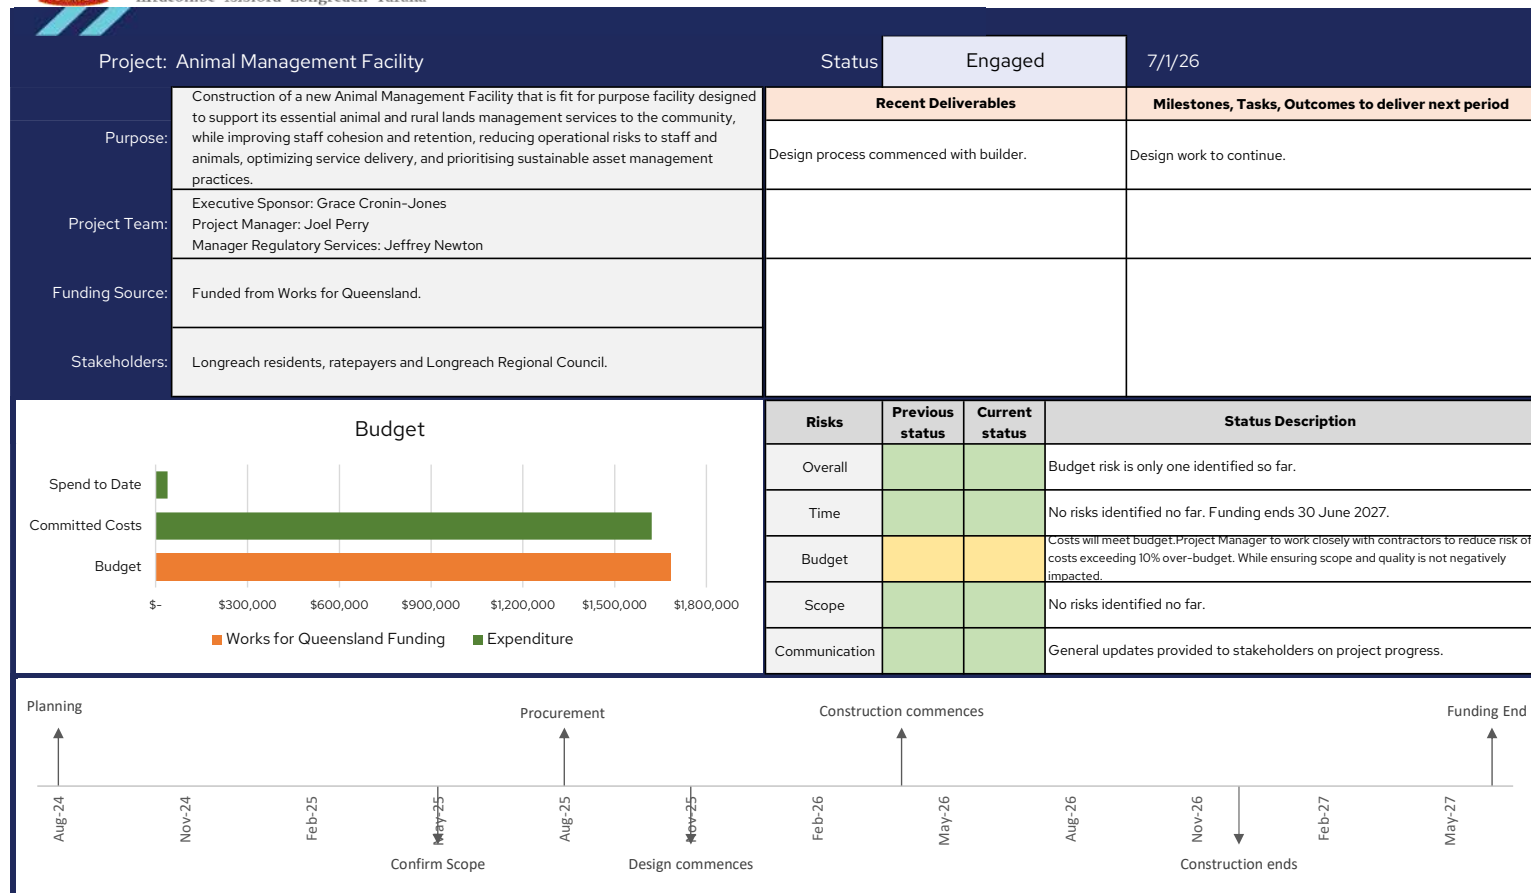 Project: Animal Management Facility
Status
Engaged
7/1/26
Purpose:
Construction of a new Animal Management Facility that is fit for purpose facility designed
to support its essential animal and rural lands management services to the community,
while improving staff cohesion and retention, reducing operational risks to staff and
animals, optimizing service delivery, and prioritising sustainable asset management
practices.
Project Team:
Executive Sponsor: Grace Cronin-Jones
Project Manager: Joel Perry
Manager Regulatory Services: Jeffrey Newton
Funding Source:
Funded from Works for Queensland.
Stakeholders:
Longreach residents, ratepayers and Longreach Regional Council.
Recent Deliverables
Milestones, Tasks, Outcomes to deliver next period
Design process commenced with builder.
Design work to continue.
Budget
Spend to Date
Committed Costs
Budget
$-
$300,000
$600,000
$900,000
$1,200,000
$1,500,000
$1,800,000
Works for Queensland Funding
Expenditure
Risks
Previous
status
Current
status
Status Description
Overall
Budget risk is only one identified so far.
Time
No risks identified no far. Funding ends 30 June 2027.
Budget
Costs will meet budget.Project Manager to work closely with contractors to reduce risk of
costs exceeding 10% over-budget. While ensuring scope and quality is not negatively
impacted.
Scope
No risks identified no far.
Communication
General updates provided to stakeholders on project progress.
Planning
Procurement
Construction commences
Funding End
Aug-24
Nov-24
Feb-25
May-25
Aug-25
Nov-25
Feb-26
May-26
Aug-26
Nov-26
Feb-27
May-27
Confirm Scope
Design commences
Construction ends